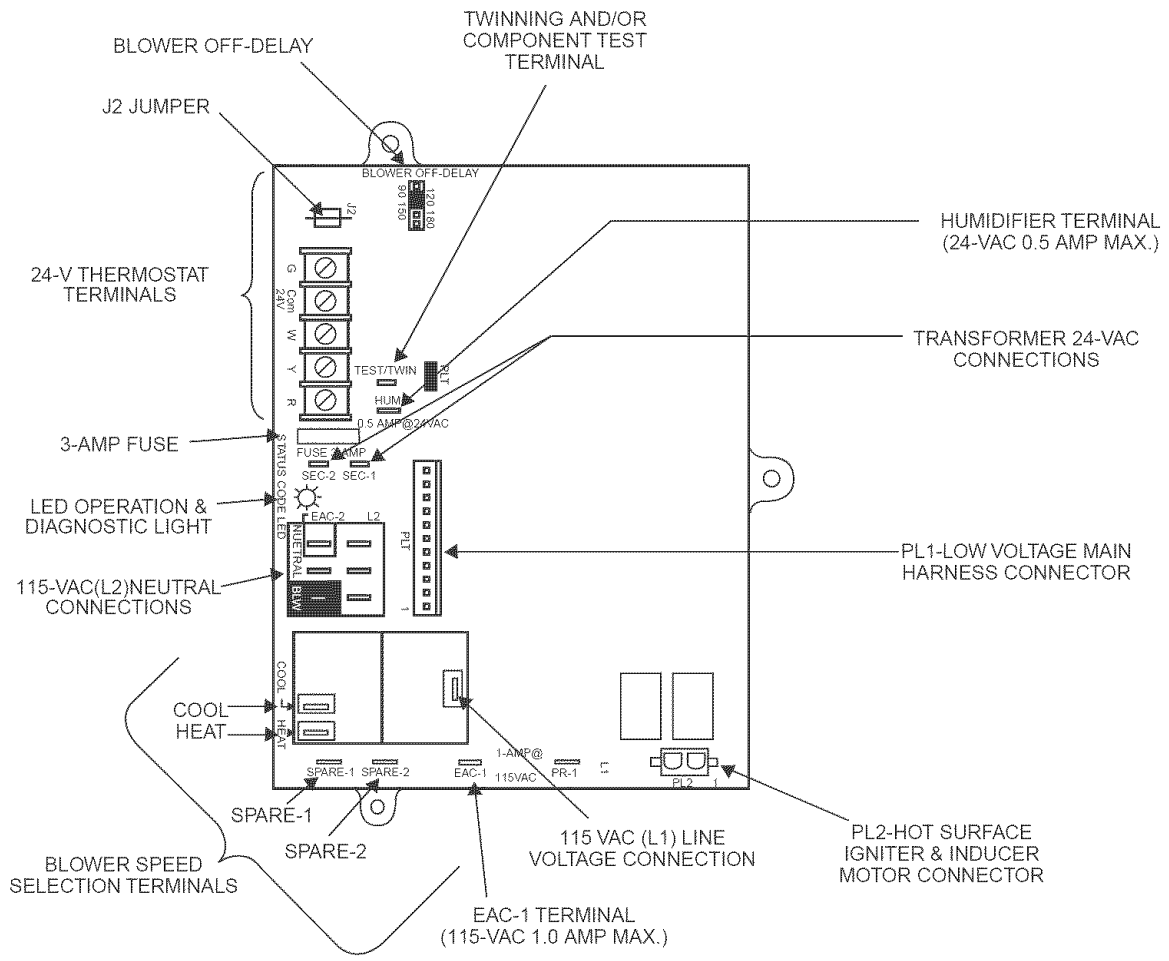 TWINNING AND/OR
COMPONENT TEST
TERMINAL
BLOWER OFF-DELAY
J2 JUMPER
BLOWER OFF-DELAY
90 150
120 180
J2
24-V THERMOSTAT
TERMINALS
G
Com
24V
W
Y
R
HUMIDIFIER TERMINAL
(24-VAC 0.5 AMP MAX.)
TRANSFORMER 24-VAC
CONNECTIONS
TEST/TWIN
PLT
HUM
0.5 AMP@24VAC
3-AMP FUSE
FUSE 3-AMP
SEC-2
SEC-1
STATUS CODE LED
LED OPERATION &
DIAGNOSTIC LIGHT
EAC-2
L2
NUETRAL
BLW
PLT
1
115-VAC(L2)NEUTRAL
CONNECTIONS
PL1-LOW VOLTAGE MAIN
HARNESS CONNECTOR
COOL
HEAT
COOL
HEAT
SPARE-1
SPARE-2
EAC-1
1-AMP@
115VAC
PR-1
L1
PL2
1
SPARE-1
SPARE-2
BLOWER SPEED
SELECTION TERMINALS
115 VAC (L1) LINE
VOLTAGE CONNECTION
PL2-HOT SURFACE
IGNITER & INDUCER
MOTOR CONNECTOR
EAC-1 TERMINAL
(115-VAC 1.0 AMP MAX.)